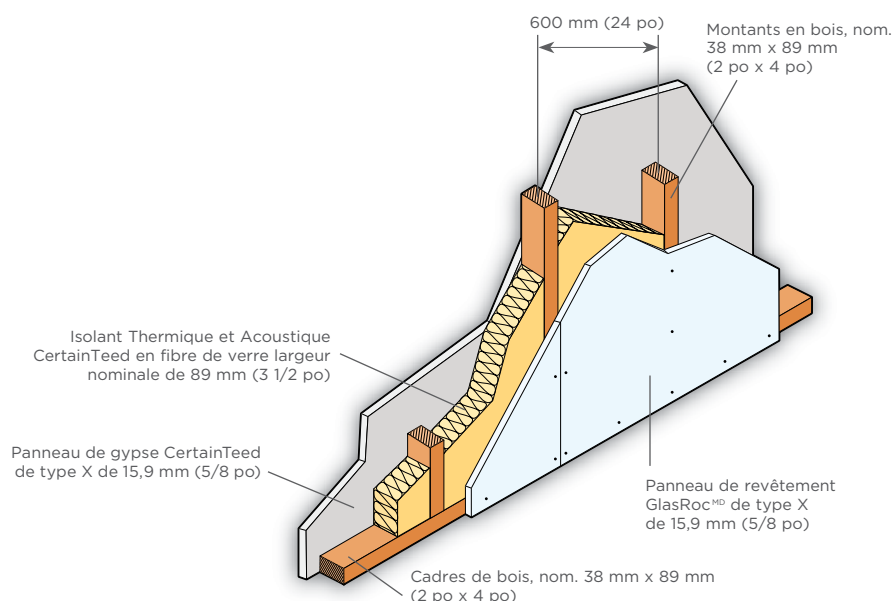 600 mm (24 po)
Montants en bois, nom.
38 mm x 89 mm
(2 po x 4 po)
Isolant Thermique et Acoustique
CertainTeed en fibre de verre largeur
nominale de 89 mm (3 1/2 po)
Panneau de gypse CertainTeed
de type X de 15,9 mm (5/8 po)
Panneau de revêtement
GlasRocᴹᴰ de type X
de 15,9 mm (5/8 po)
Cadres de bois, nom. 38 mm x 89 mm
(2 po x 4 po)